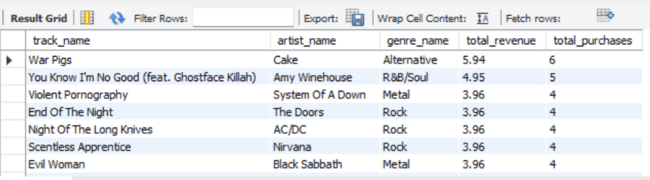 Result Grid Filter Rows: Export: Wrap Cell Content: IA Fetch rows:
track_name artist_name genre_name total_revenue total_purchases
War Pigs Cake Alternative 5.94 6
You Know I'm No Good (feat. Ghostface Killah) Amy Winehouse R&B/Soul 4.95 5
Violent Pornography System Of A Down Metal 3.96 4
End Of The Night The Doors Rock 3.96 4
Night Of The Long Knives AC/DC Rock 3.96 4
Scentless Apprentice Nirvana Rock 3.96 4
Evil Woman Black Sabbath Metal 3.96 4